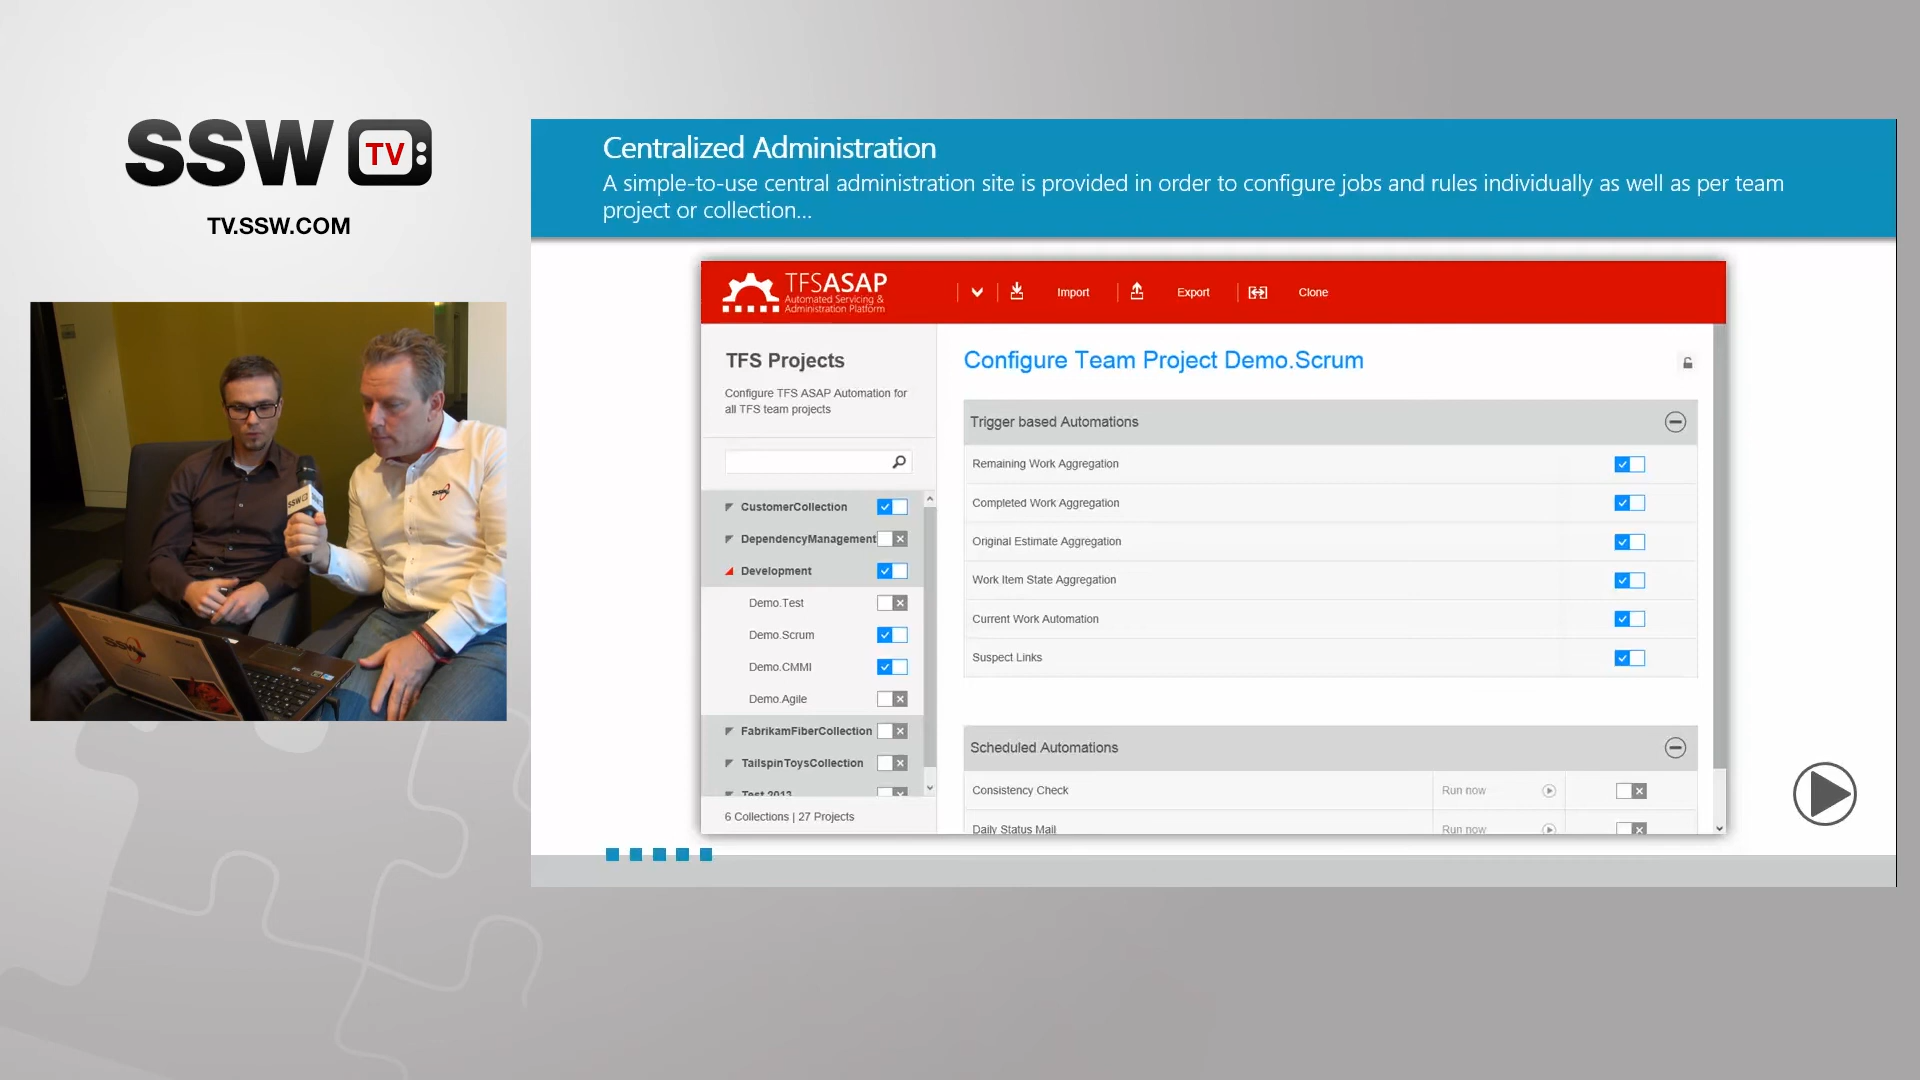 SSW TV:
TV.SSW.COM
Centralized Administration
A simple-to-use central administration site is provided in order to configure jobs and rules individually as well as per team
project or collection...
TFSASAP
Automated Servicing &
Administration Platform
Import
Export
Clone
TFS Projects
Configure TFS ASAP Automation for
all TFS team projects
CustomerCollection
DependencyManagement
Development
Demo.Test
Demo.Scrum
Demo.CMMI
Demo.Agile
FabrikamFiberCollection
TailspinToysCollection
Test 2013
6 Collections | 27 Projects
Configure Team Project Demo.Scrum
Trigger based Automations
Remaining Work Aggregation
Completed Work Aggregation
Original Estimate Aggregation
Work Item State Aggregation
Current Work Automation
Suspect Links
Scheduled Automations
Consistency Check
Run now
Daily Status Mail
Run now
SSW
SSW
SSW